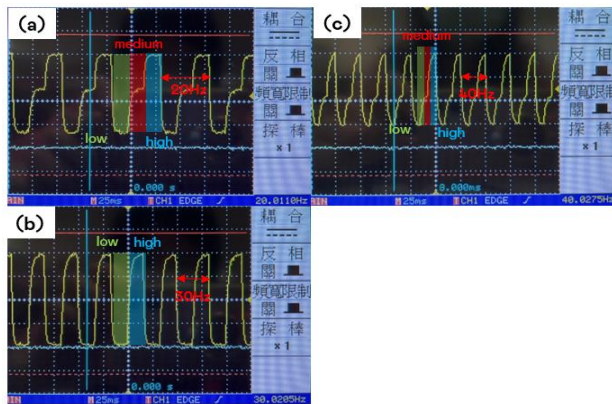 (a)
medium
20Hz
low
high
0.000 s
M 25ms
CH1 EDGE
20.0110Hz
耦合
反相
關
頻寬限制
關
探棒
x 1
(c)
medium
40Hz
low
high
8.000ms
M 25ms
CH1 EDGE
40.0275Hz
耦合
反相
關
頻寬限制
關
探棒
x 1
(b)
low
high
30Hz
0.000 s
M 25ms
CH1 EDGE
30.0205Hz
耦合
反相
關
頻寬限制
關
探棒
x 1